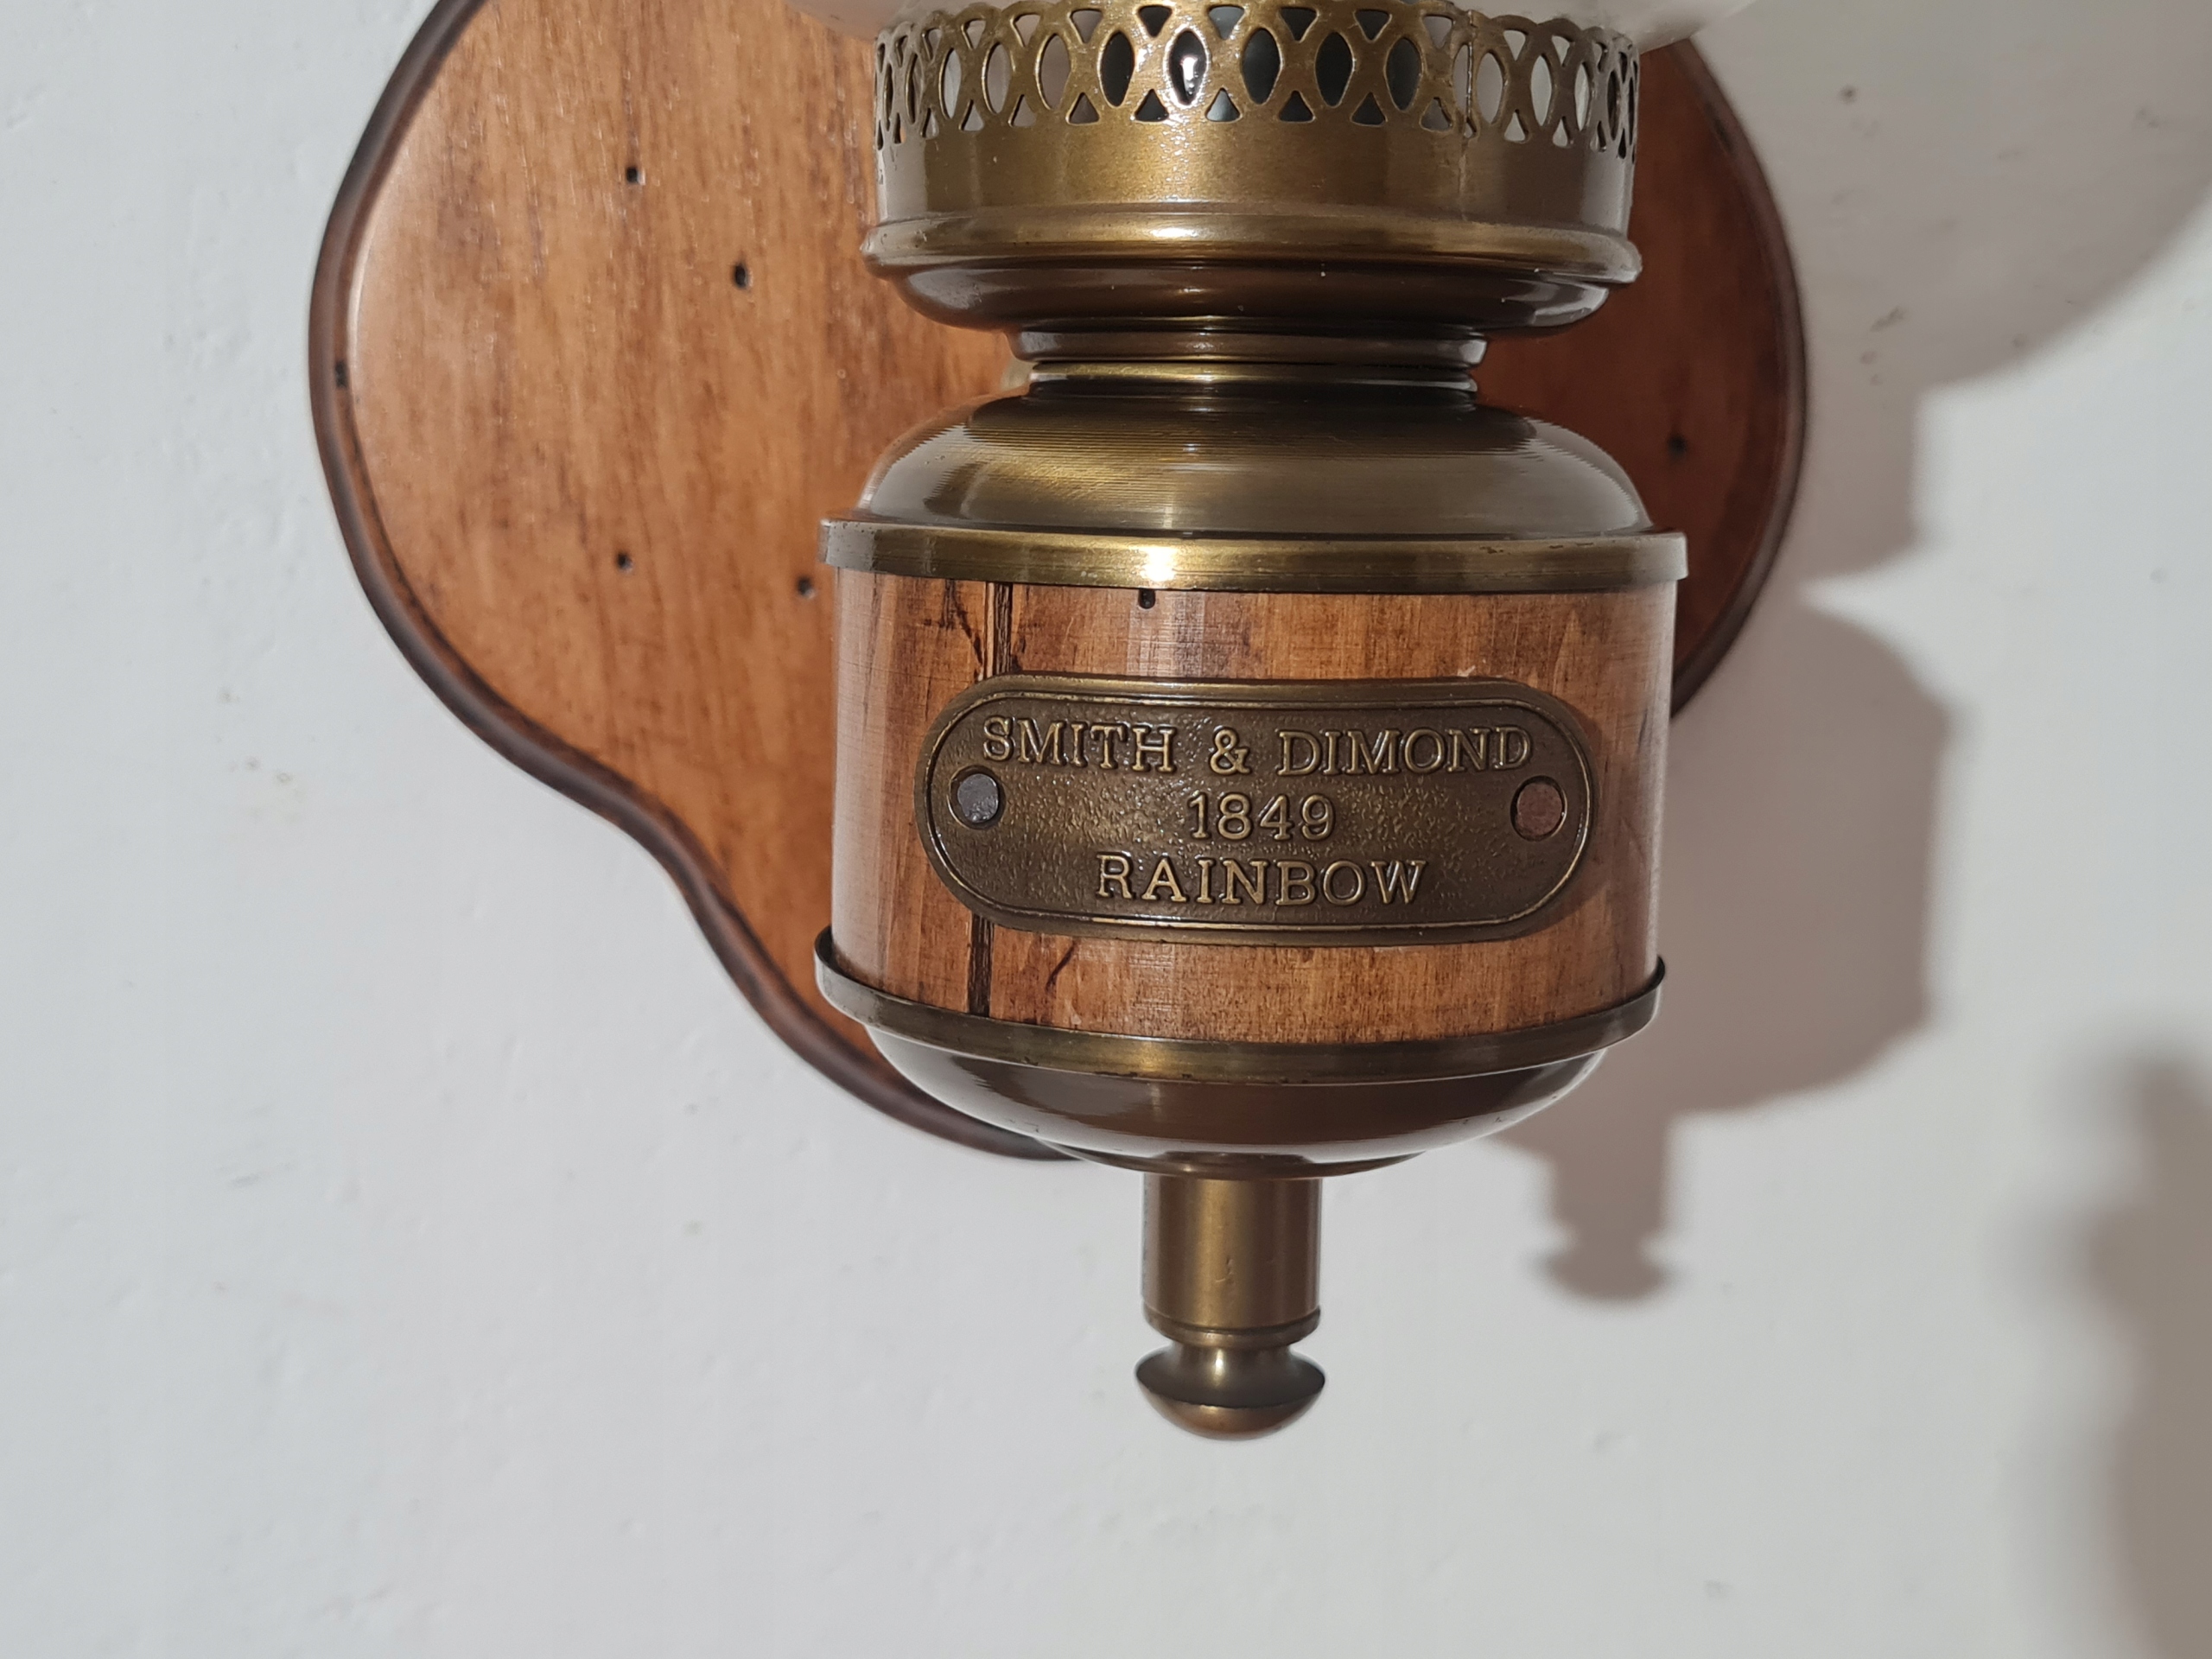 SMITH & DIMOND
1849
RAINBOW